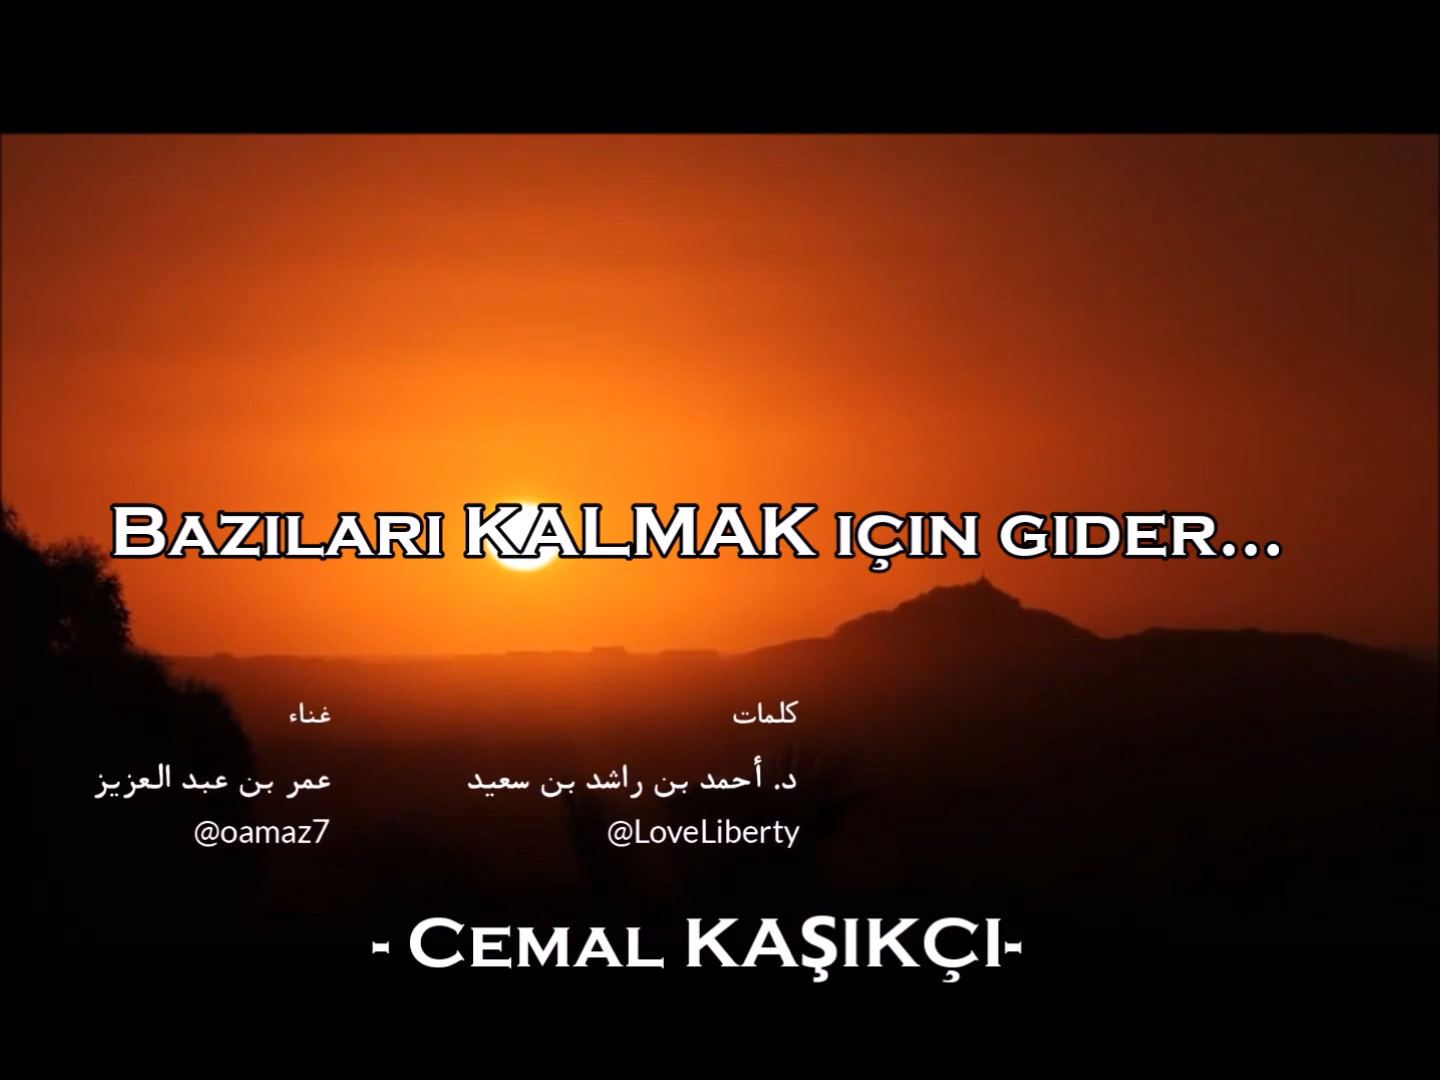 Bazıları KALMAK için gider...
كلمات
غناء
د. أحمد بن راشد بن سعيد
عمر بن عبد العزيز
@LoveLiberty
@oamaz7
- Cemal KAŞIKÇI-